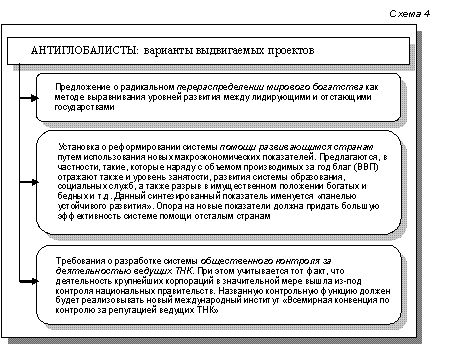 Схема 4
АНТИГЛОБАЛИСТЫ: варианты выдвигаемых проектов
Предложение о радикальном перераспределении мирового богатства как
методе выравнивания уровней развития между лидирующими и отстающими
государствами
Установка о реформировании системы помощи развивающимся странам
путем использования новых макроэкономических показателей. Предлагаются, в
частности, такие, которые наряду с объемом производимых за год благ (ВВП)
отражают также и уровень занятости, развития системы образования,
социальных служб, а также разрыв в имущественном положении богатых и
бедных и т.д. Данный синтезированный показатель именуется «панелью
устойчивого развития». Опора на новые показатели должна придать большую
эффективность системе помощи отсталым странам
Требования о разработке системы общественного контроля за
деятельностью ведущих ТНК. При этом учитывается тот факт, что
деятельность крупнейших корпораций в значительной мере вышла из-под
контроля национальных правительств. Названную контрольную функцию должен
будет реализовывать новый международный институт «Всемирная конвенция по
контролю за репутацией ведущих ТНК»